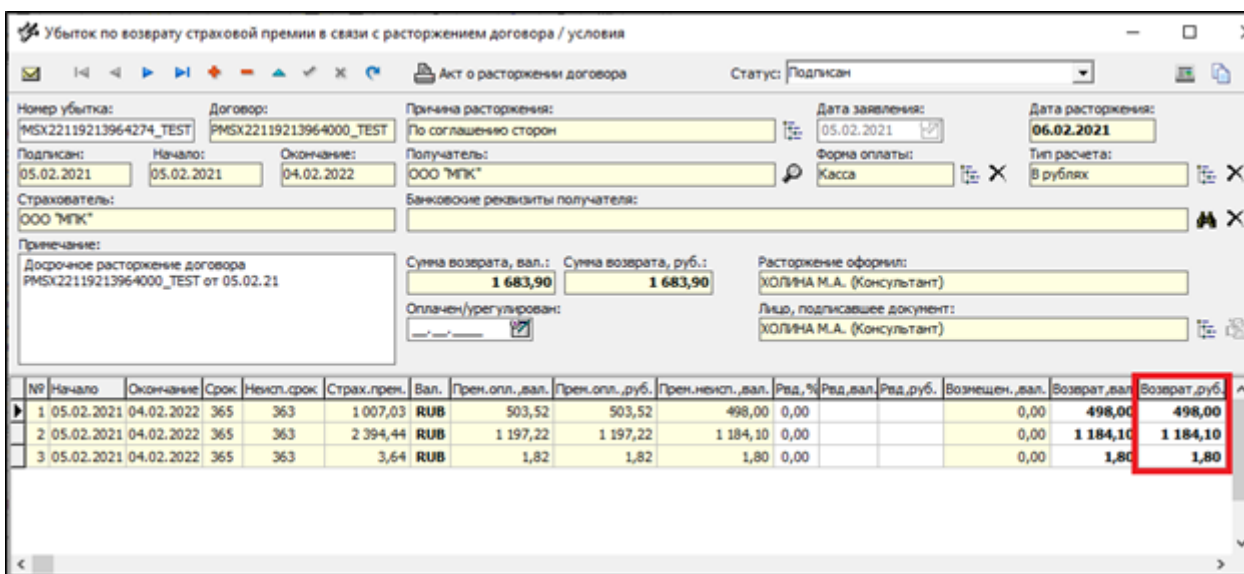 Убыток по возврату страховой премии в связи с расторжением договора / условия
Акт о расторжении договора Статус: Подписан
Номер убытка: Договор: Причина расторжения: Дата заявления: Дата расторжения:
MSX22119213964274_TEST PMSX22119213964000_TEST По соглашению сторон 05.02.2021 06.02.2021
Подписан: Начало: Окончание: Получатель: Форма оплаты: Тип расчета:
05.02.2021 05.02.2021 04.02.2022 ООО "МПК" Касса В рублях
Страхователь: Банковские реквизиты получателя:
ООО "МПК"
Примечание:
Досрочное расторжение договора
PMSX22119213964000_TEST от 05.02.21
Сумма возврата, вал.: Сумма возврата, руб.: Расторжение оформил:
1 683,90 1 683,90 ХОЛИНА М.А. (Консультант)
Оплачен/урегулирован: Лицо, подписавшее документ:
__.__.____ ХОЛИНА М.А. (Консультант)
№ Начало Окончание Срок Неисп.срок Страх.прем. Вал. Прем.опл.,вал. Прем.опл.,руб. Прем.неисп.,вал. Рвд,% Рвд,вал. Рвд,руб. Возмещен.,вал. Возврат,вал Возврат,руб.
1 05.02.2021 04.02.2022 365 363 1 007,03 RUB 503,52 503,52 498,00 0,00 0,00 498,00 498,00
2 05.02.2021 04.02.2022 365 363 2 394,44 RUB 1 197,22 1 197,22 1 184,10 0,00 0,00 1 184,10 1 184,10
3 05.02.2021 04.02.2022 365 363 3,64 RUB 1,82 1,82 1,80 0,00 0,00 1,80 1,80